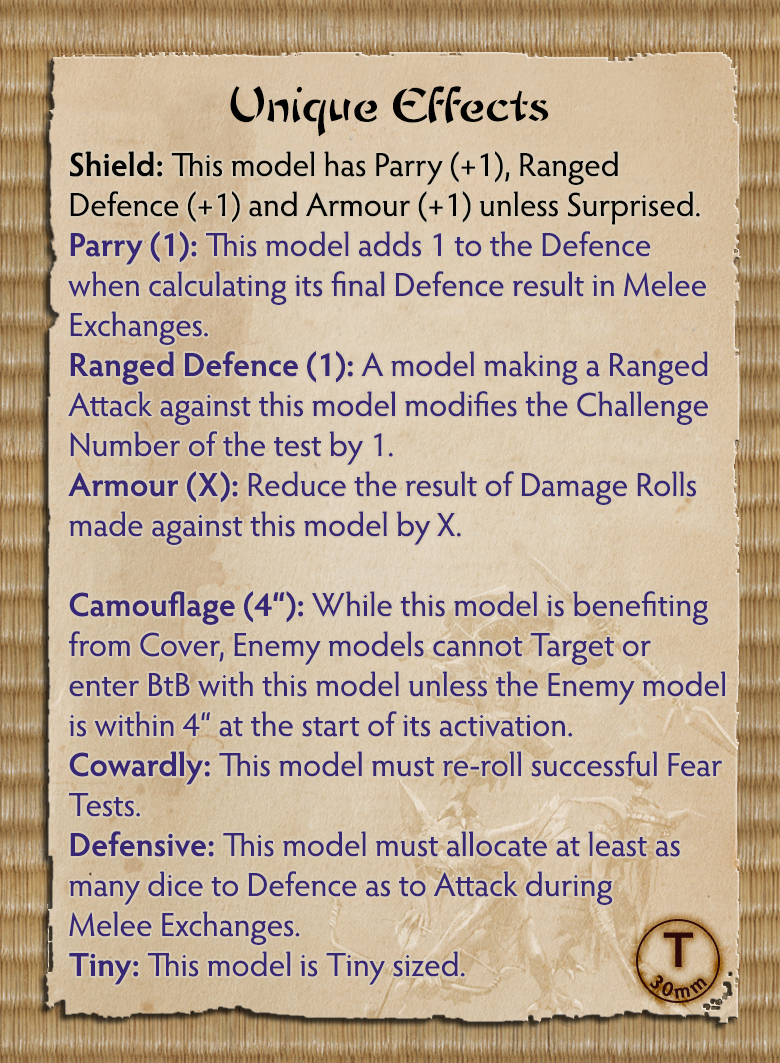 Unique Effects
Shield: This model has Parry (+1), Ranged
Defence (+1) and Armour (+1) unless Surprised.
Parry (1): This model adds 1 to the Defence
when calculating its final Defence result in Melee
Exchanges.
Ranged Defence (1): A model making a Ranged
Attack against this model modifies the Challenge
Number of the test by 1.
Armour (X): Reduce the result of Damage Rolls
made against this model by X.
Camouflage (4“): While this model is benefiting
from Cover, Enemy models cannot Target or
enter BtB with this model unless the Enemy model
is within 4“ at the start of its activation.
Cowardly: This model must re-roll successful Fear
Tests.
Defensive: This model must allocate at least as
many dice to Defence as to Attack during
Melee Exchanges.
Tiny: This model is Tiny sized.
T
30mm